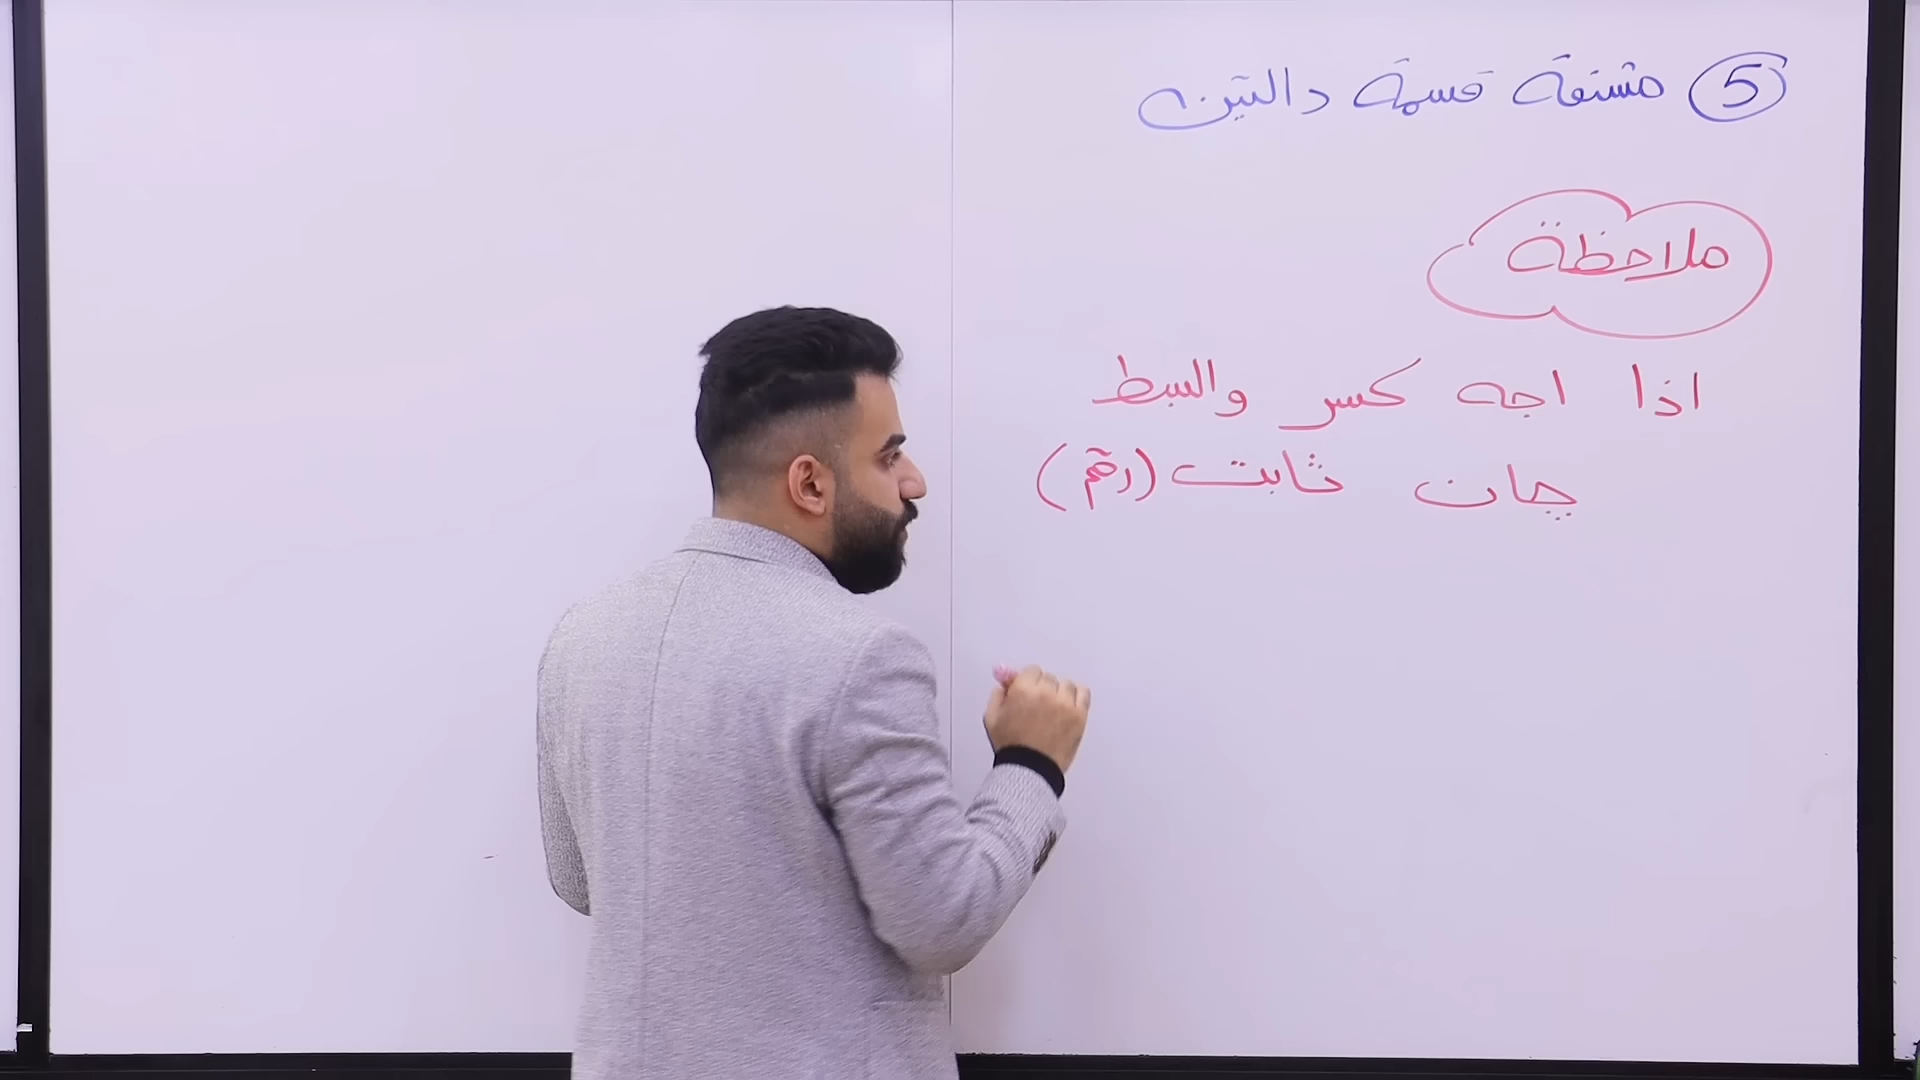 5 مشتقة قسمة دالتين
ملاحظة
اذا اجه كسر والبسط
چان ثابت (رقم)